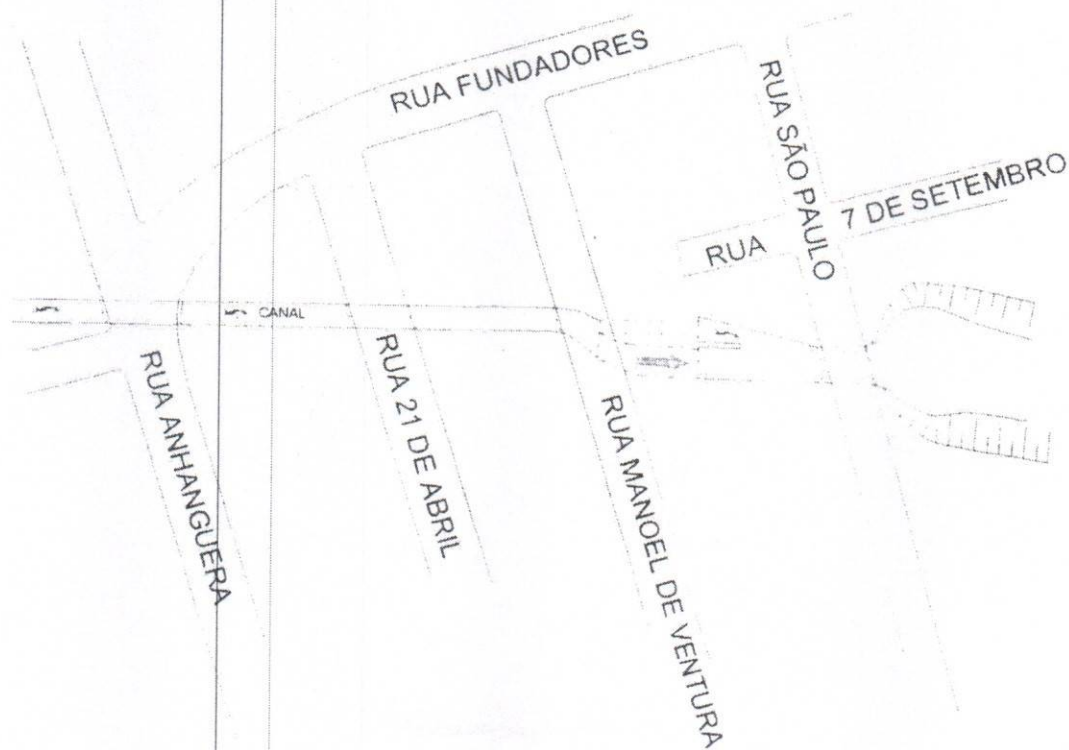 RUA FUNDADORES
RUA SÃO PAULO
RUA 7 DE SETEMBRO
CANAL
RUA ANHANGUERA
RUA 21 DE ABRIL
RUA MANOEL DE VENTURA